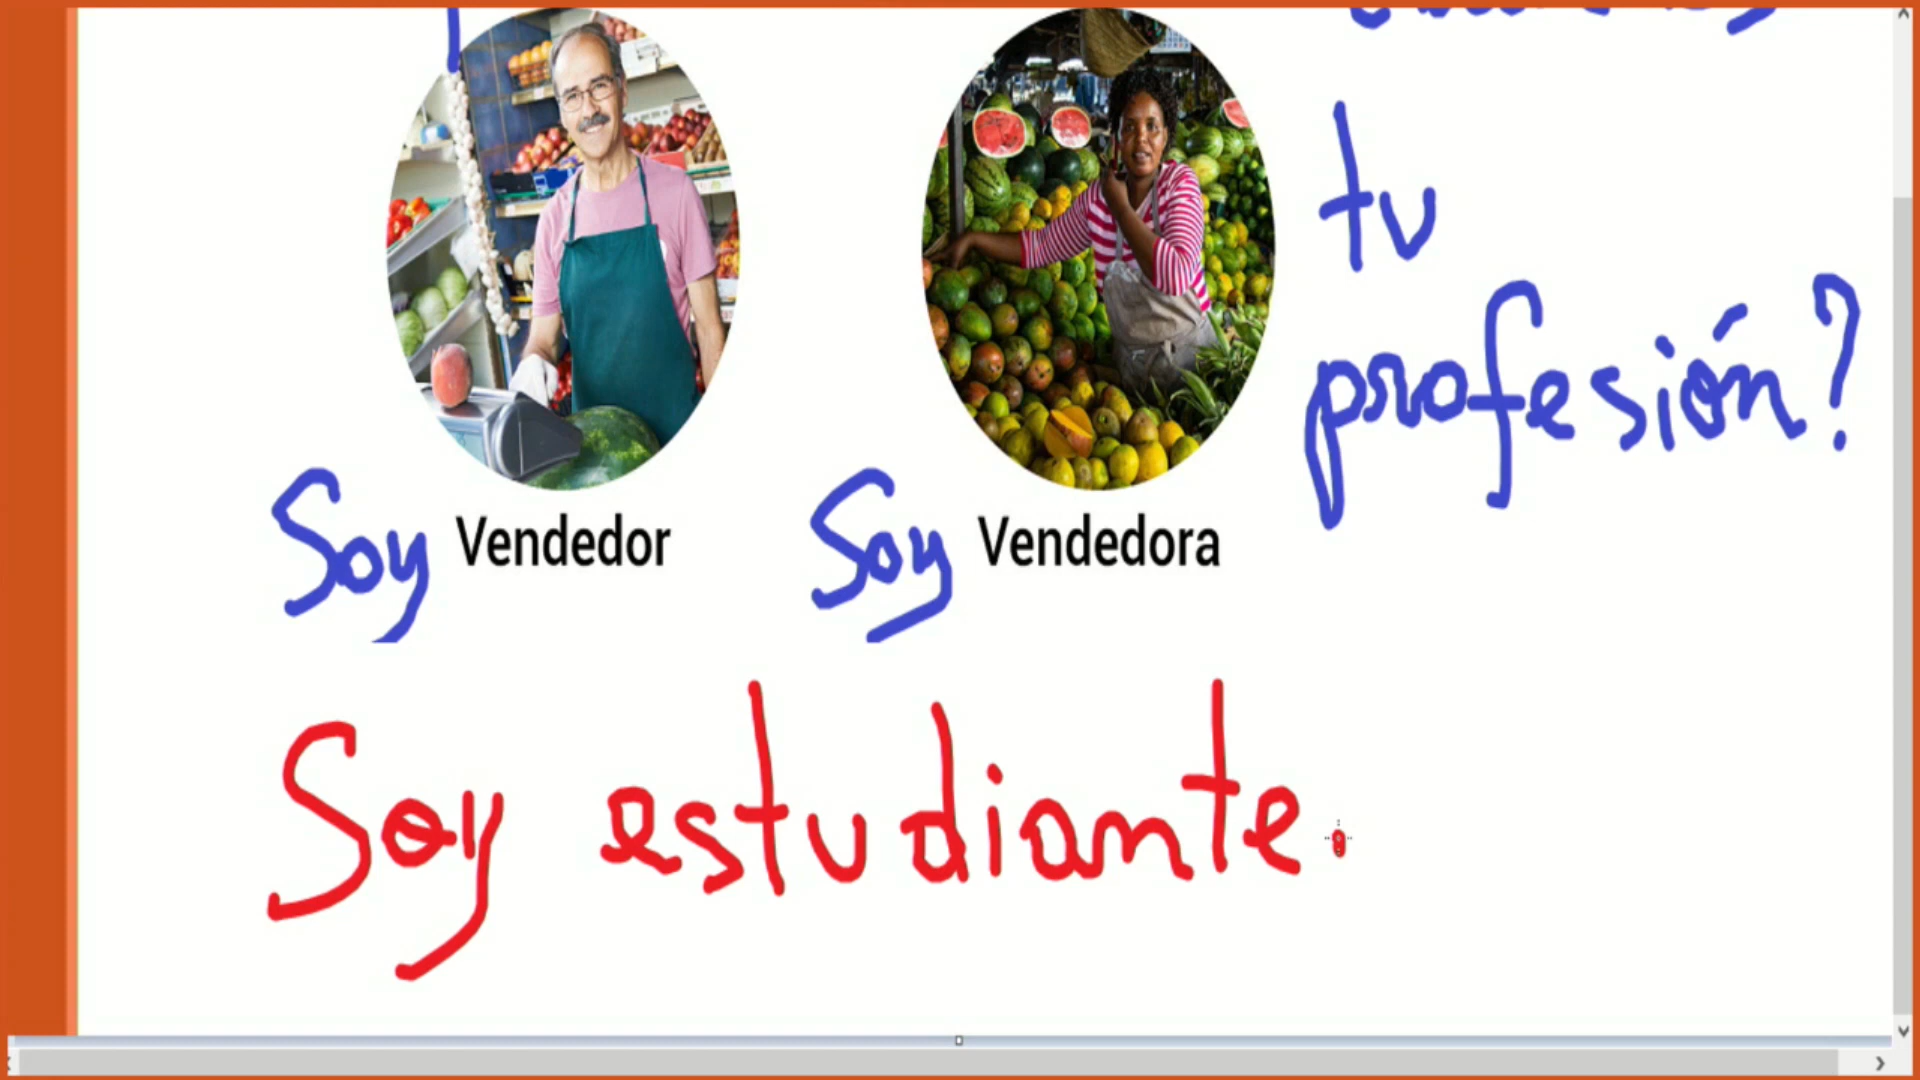 tu
profesión?
Soy Vendedor
Soy Vendedora
Soy estudiante.